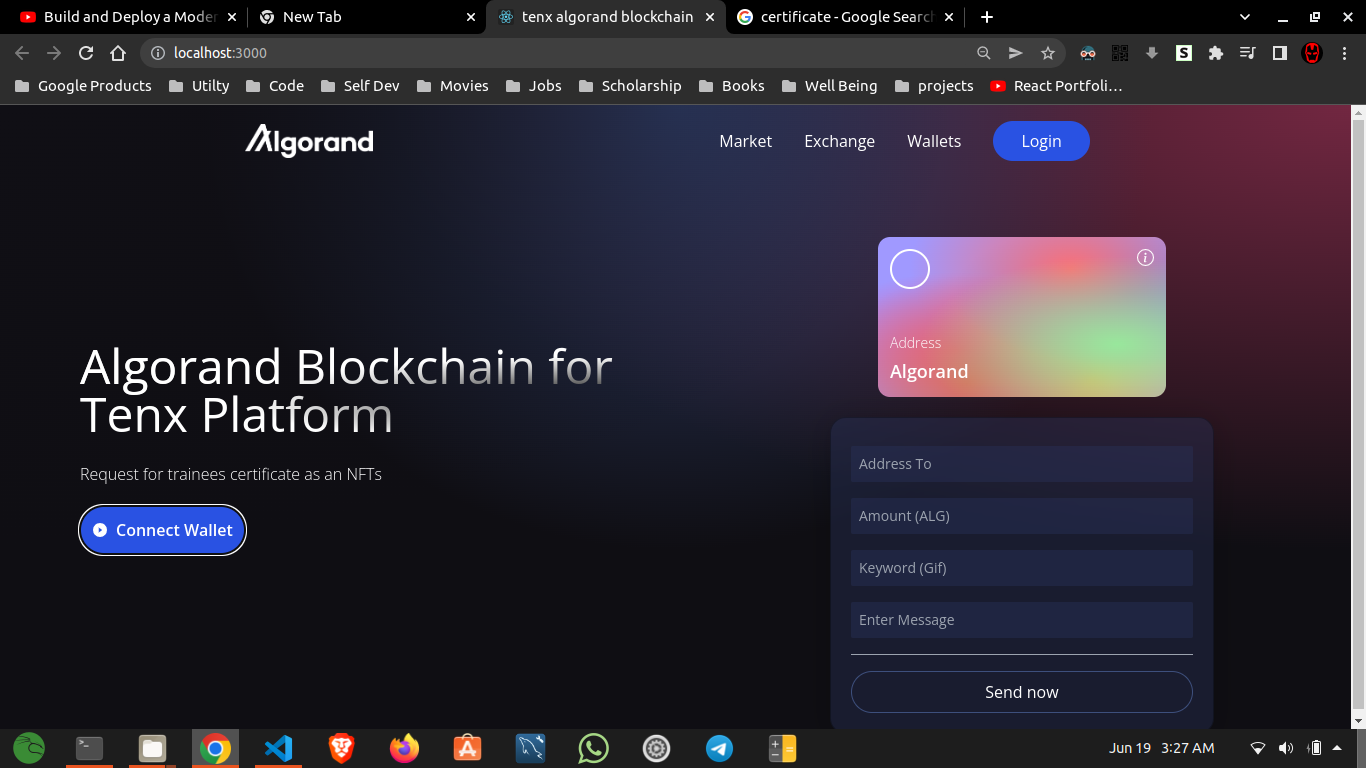 Build and Deploy a Moder
New Tab
tenx algorand blockchain
certificate - Google Search
localhost:3000
Google Products
Utilty
Code
Self Dev
Movies
Jobs
Scholarship
Books
Well Being
projects
React Portfoli…
Algorand
Market
Exchange
Wallets
Login
Algorand Blockchain for
Tenx Platform
Request for trainees certificate as an NFTs
Connect Wallet
Address
Algorand
Address To
Amount (ALG)
Keyword (Gif)
Enter Message
Send now
Jun 19 3:27 AM